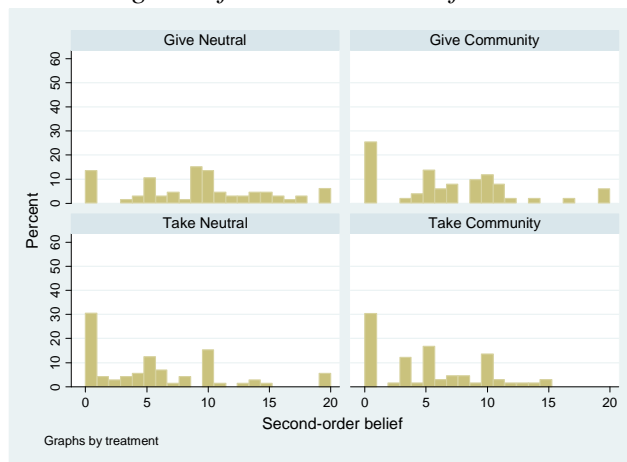 Give Neutral
Give Community
60
50
40
30
20
10
0
Take Neutral
Take Community
60
50
40
30
20
10
0
Percent
0 5 10 15 20 0 5 10 15 20
Second-order belief
Graphs by treatment